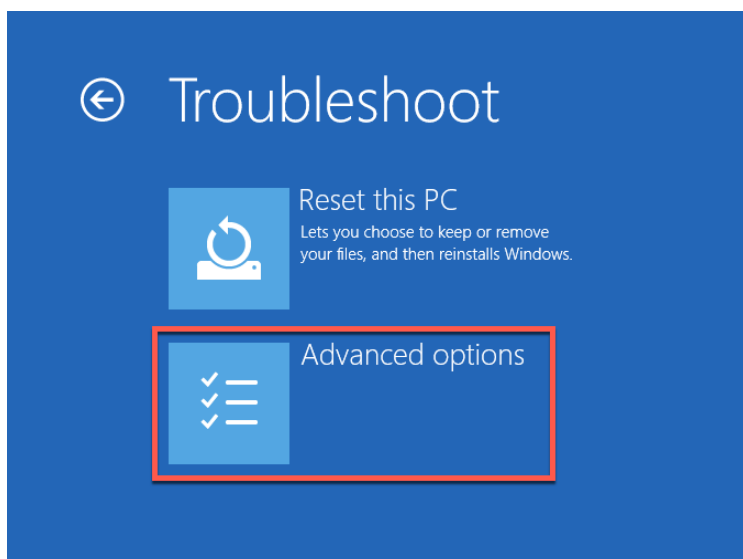 Troubleshoot
Reset this PC
Lets you choose to keep or remove
your files, and then reinstalls Windows.
Advanced options